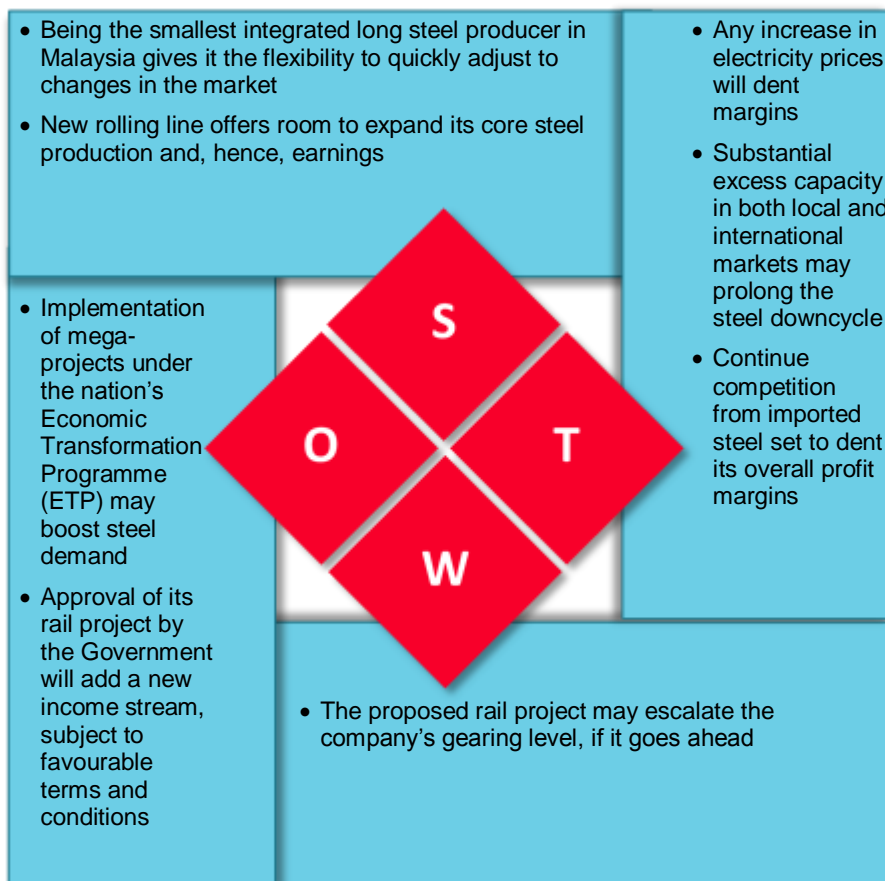 • Being the smallest integrated long steel producer in
Malaysia gives it the flexibility to quickly adjust to
changes in the market
• New rolling line offers room to expand its core steel
production and, hence, earnings
• Any increase in
electricity prices
will dent
margins
• Substantial
excess capacity
in both local and
international
markets may
prolong the
steel downcycle
• Continue
competition
from imported
steel set to dent
its overall profit
margins
S
O
T
W
• Implementation
of mega-
projects under
the nation’s
Economic
Transformation
Programme
(ETP) may
boost steel
demand
• Approval of its
rail project by
the Government
will add a new
income stream,
subject to
favourable
terms and
conditions
• The proposed rail project may escalate the
company’s gearing level, if it goes ahead